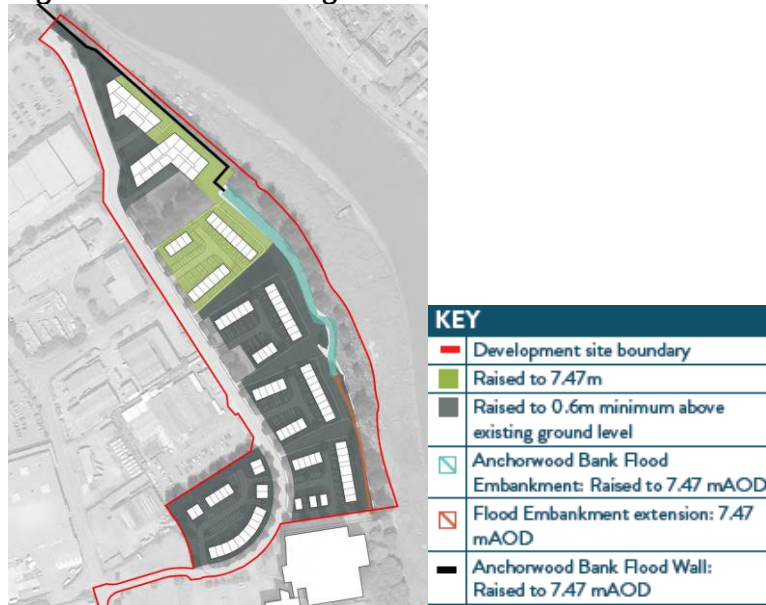 KEY
Development site boundary
Raised to 7.47m
Raised to 0.6m minimum above
existing ground level
Anchorwood Bank Flood
Embankment: Raised to 7.47 mAOD
Flood Embankment extension: 7.47
mAOD
Anchorwood Bank Flood Wall:
Raised to 7.47 mAOD